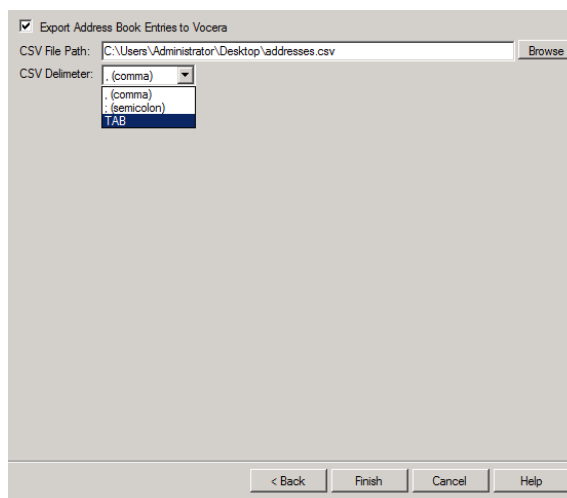 Export Address Book Entries to Vocera
CSV File Path: C:\Users\Administrator\Desktop\addresses.csv Browse
CSV Delimeter: , (comma)
, (comma)
; (semicolon)
TAB
< Back Finish Cancel Help